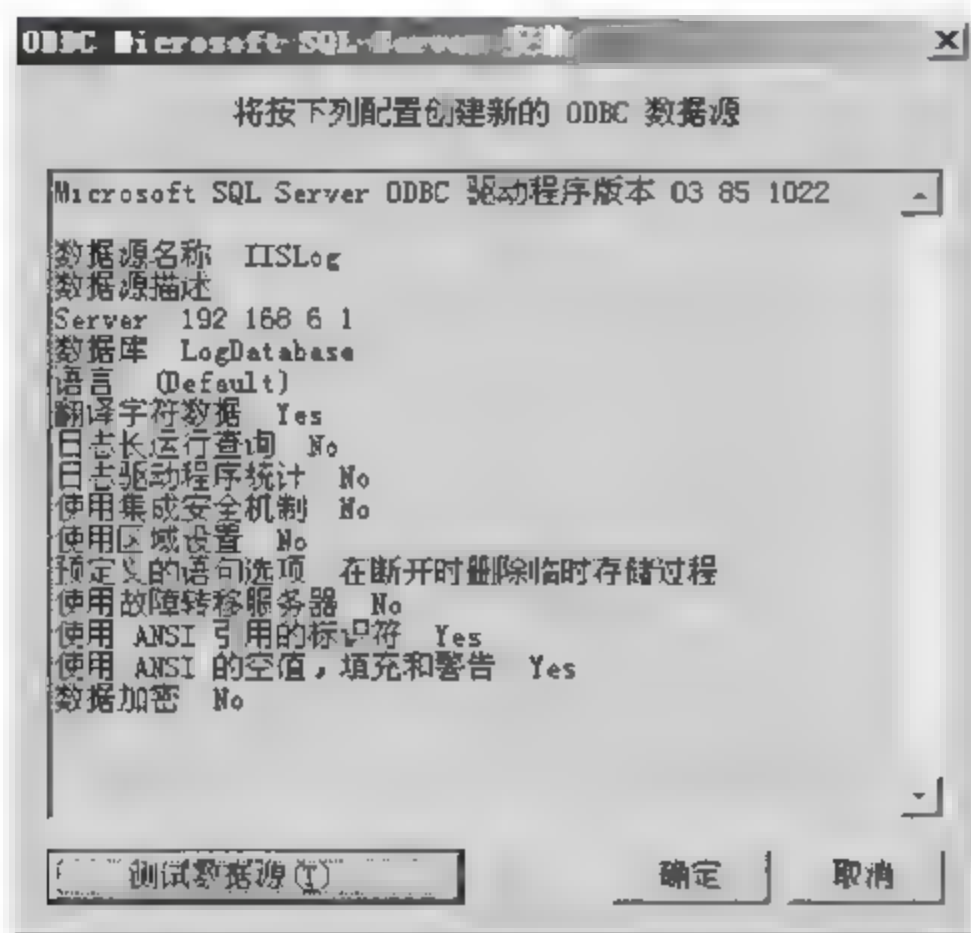 ODBC Microsoft SQL Server 安装
将按下列配置创建新的 ODBC 数据源
Microsoft SQL Server ODBC 驱动程序版本 03 85 1022
数据源名称 IISLog
数据源描述
Server 192 168 6 1
数据库 LogDatabase
语言 (Default)
翻译字符数据 Yes
日志长运行查询 No
日志驱动程序统计 No
使用集成安全机制 No
使用区域设置 No
预定义的语句选项 在断开时删除临时存储过程
使用故障转移服务器 No
使用 ANSI 引用的标识符 Yes
使用 ANSI 的空值，填充和警告 Yes
数据加密 No
测试数据源(T)
确定
取消